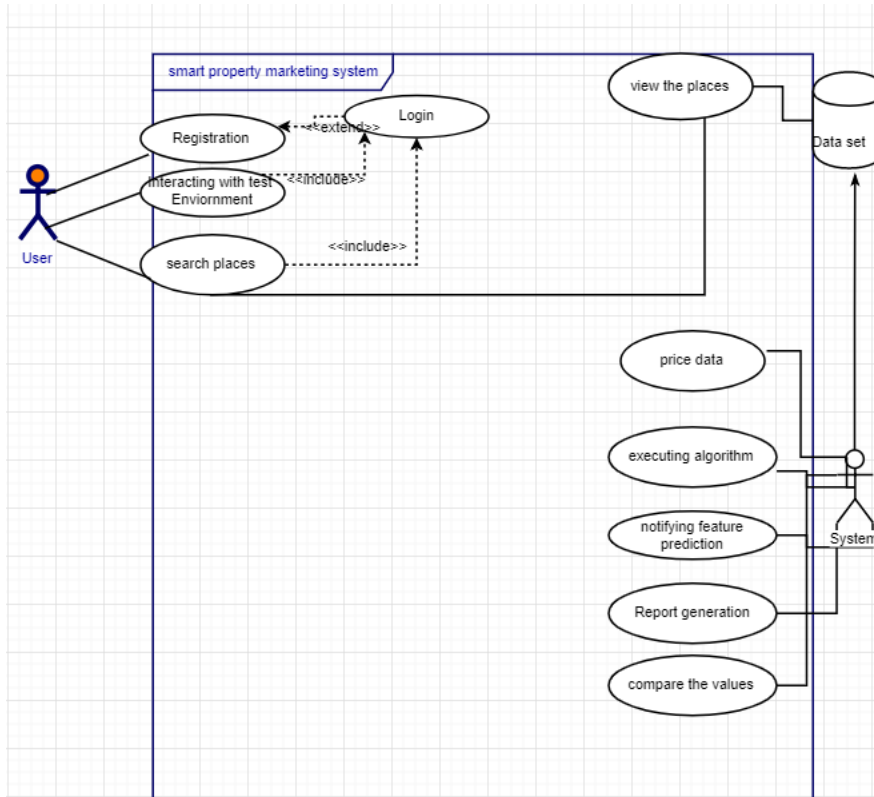 smart property marketing system
view the places
Login
<<extend>>
Registration
Data set
Interacting with test
Enviornment
<<include>>
User
search places
<<include>>
price data
executing algorithm
notifying feature
prediction
System
Report generation
compare the values